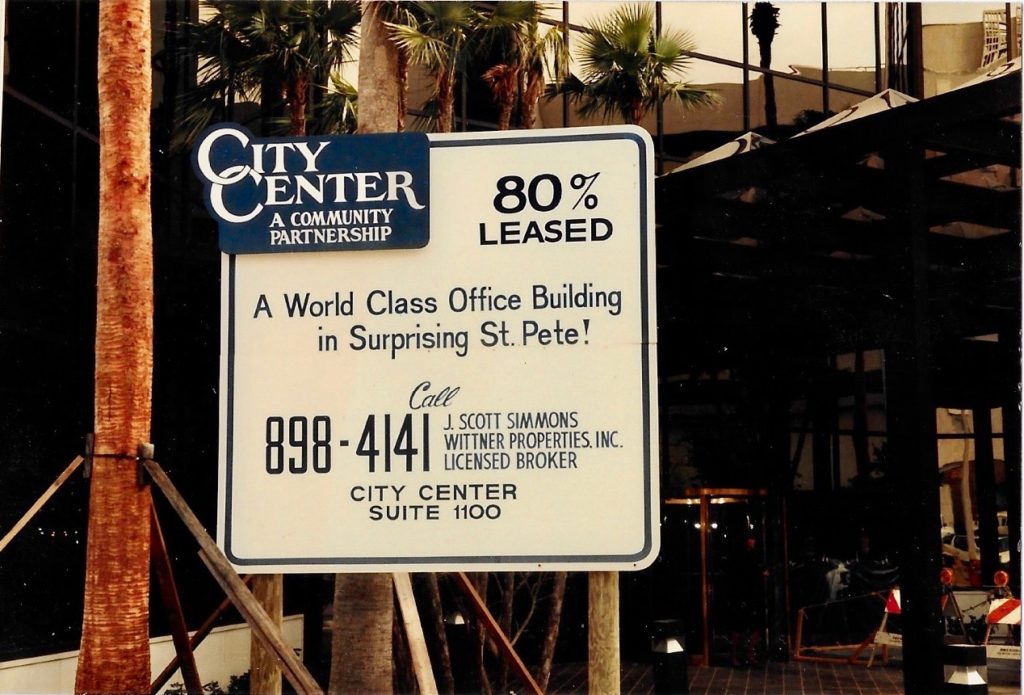 CITY
CENTER
A COMMUNITY
PARTNERSHIP
80%
LEASED
A World Class Office Building
in Surprising St. Pete!
Call
898-4141
J. SCOTT SIMMONS
WITTNER PROPERTIES, INC.
LICENSED BROKER
CITY CENTER
SUITE 1100